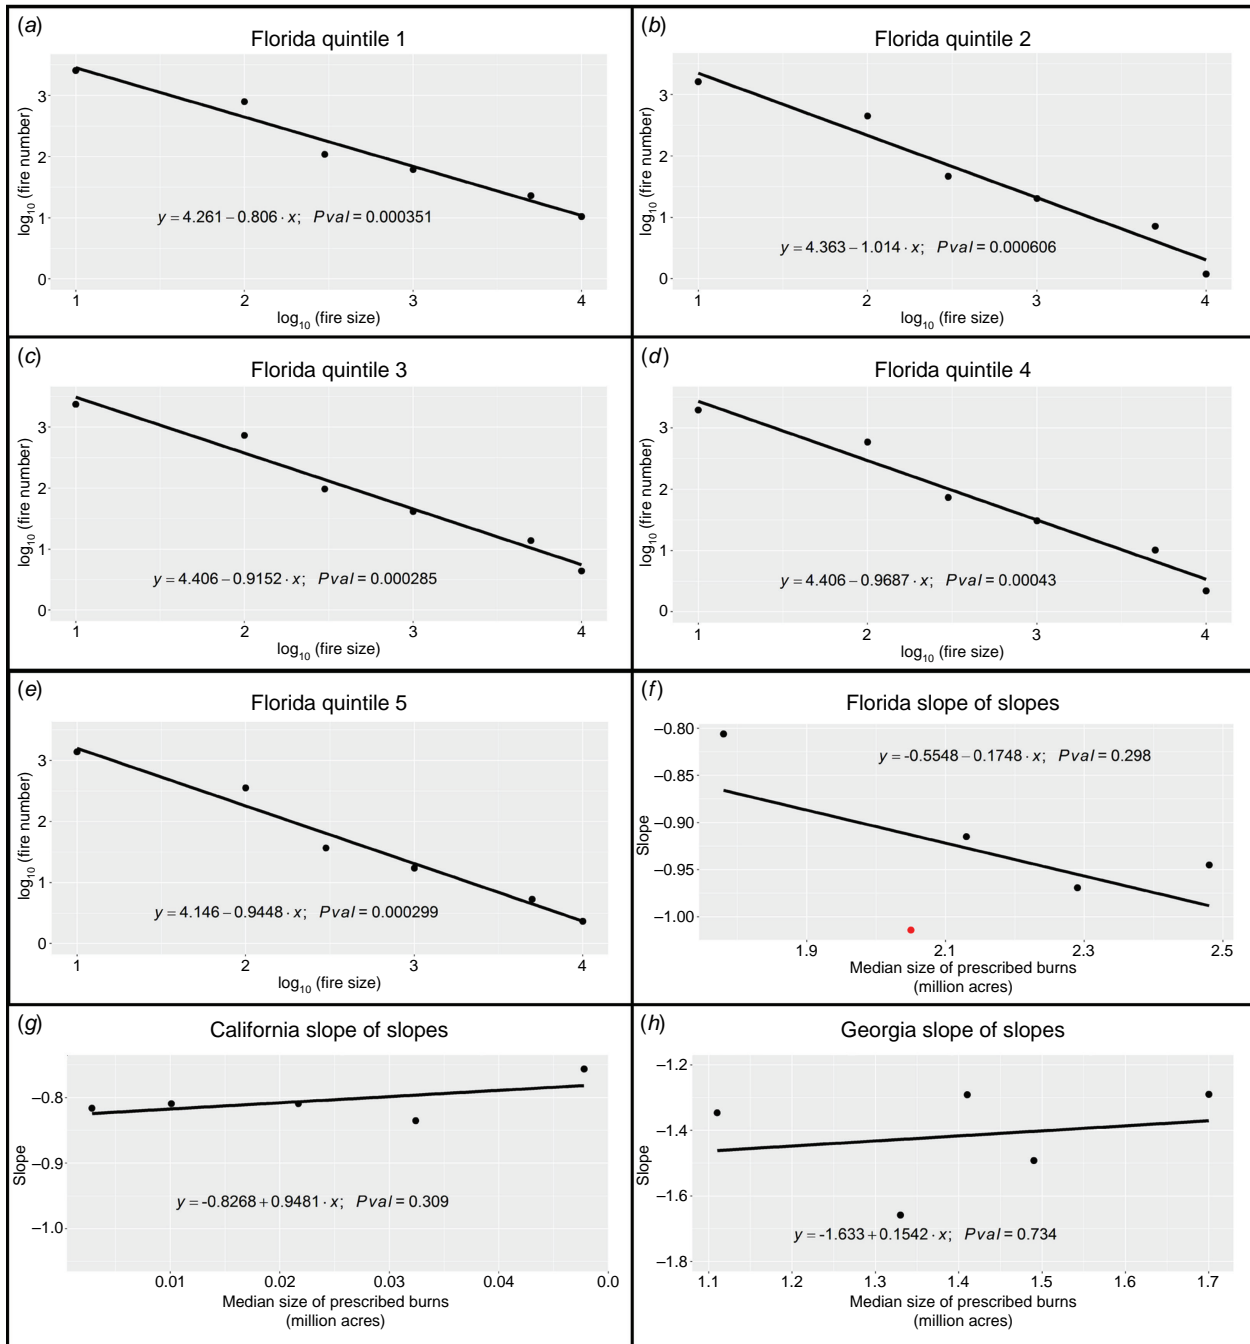 (a)
Florida quintile 1
log10 (fire number)
3
2
1
0
y = 4.261 – 0.806 · x; Pval = 0.000351
1 2 3 4
log10 (fire size)
(b)
Florida quintile 2
log10 (fire number)
3
2
1
0
y = 4.363 – 1.014 · x; Pval = 0.000606
1 2 3 4
log10 (fire size)
(c)
Florida quintile 3
log10 (fire number)
3
2
1
0
y = 4.406 – 0.9152 · x; Pval = 0.000285
1 2 3 4
log10 (fire size)
(d)
Florida quintile 4
log10 (fire number)
3
2
1
0
y = 4.406 – 0.9687 · x; Pval = 0.00043
1 2 3 4
log10 (fire size)
(e)
Florida quintile 5
log10 (fire number)
3
2
1
0
y = 4.146 – 0.9448 · x; Pval = 0.000299
1 2 3 4
log10 (fire size)
(f)
Florida slope of slopes
Slope
–0.80
–0.85
–0.90
–0.95
–1.00
y = -0.5548 – 0.1748 · x; Pval = 0.298
1.9 2.1 2.3 2.5
Median size of prescribed burns
(million acres)
(g)
California slope of slopes
Slope
–0.8
–0.9
–1.0
y = -0.8268 + 0.9481 · x; Pval = 0.309
0.01 0.02 0.03 0.04 0.0
Median size of prescribed burns
(million acres)
(h)
Georgia slope of slopes
Slope
–1.2
–1.4
–1.6
–1.8
y = -1.633 + 0.1542 · x; Pval = 0.734
1.1 1.2 1.3 1.4 1.5 1.6 1.7
Median size of prescribed burns
(million acres)